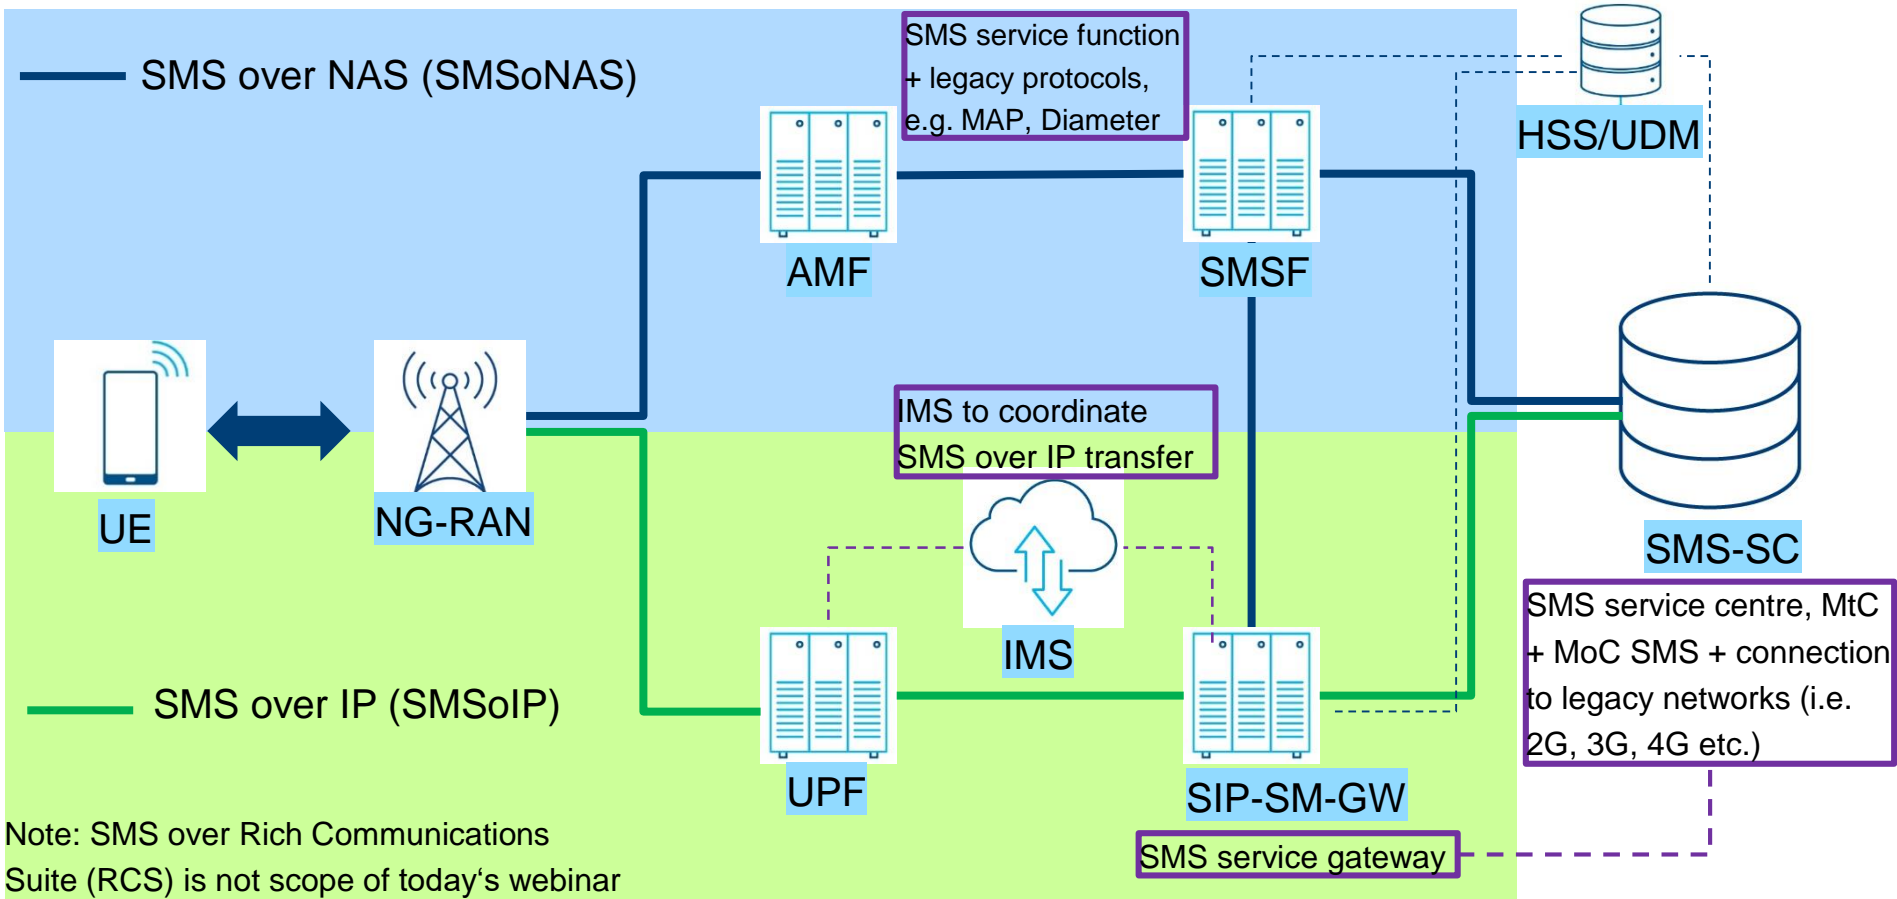 SMS over NAS (SMSoNAS)
SMS service function
+ legacy protocols,
e.g. MAP, Diameter
HSS/UDM
AMF
SMSF
IMS to coordinate
SMS over IP transfer
UE
NG-RAN
SMS-SC
SMS service centre, MtC
+ MoC SMS + connection
to legacy networks (i.e.
2G, 3G, 4G etc.)
IMS
SMS over IP (SMSoIP)
UPF
SIP-SM-GW
SMS service gateway
Note: SMS over Rich Communications
Suite (RCS) is not scope of today‘s webinar